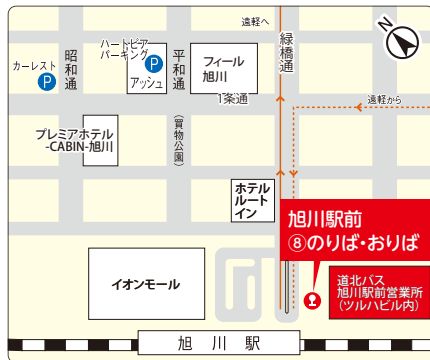 遠軽へ
N
昭和通
ハートピア
パーキング
P
アッシュ
平和通
フィール
旭川
緑橋通
カーレスト
P
1条通
遠軽から
プレミアホテル
-CABIN-旭川
(買物公園)
ホテル
ルート
イン
旭川駅前
⑧のりば・おりば
イオンモール
道北バス
旭川駅前営業所
(ツルハビル内)
旭川駅